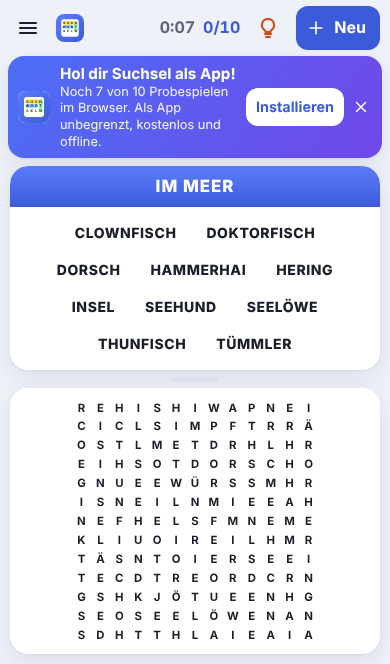 0:07 0/10 Neu
Hol dir Suchsel als App!
Noch 7 von 10 Probespielen
im Browser. Als App
unbegrenzt, kostenlos und
offline.
Installieren
IM MEER
CLOWNFISCH DOKTORFISCH
DORSCH HAMMERHAI HERING
INSEL SEEHUND SEELÖWE
THUNFISCH TÜMMLER
R E H I S H I W A P N E I
C I C L S I M P F T R R Ä
O S T L M E T D R H L H R
E I H S O T D O R S C H O
G N U E E W Ü R S S M H R
I S N E I L N M I E E A H
N E F H E L S F M N E M E
K L I U O I R E I L H M R
T Ä S N T O I E R S E E I
T E C D T R E O R D C R N
G S H K J Ö T U E E N H G
S E O S E E L Ö W E N A N
S D H T T H L A I E A I A